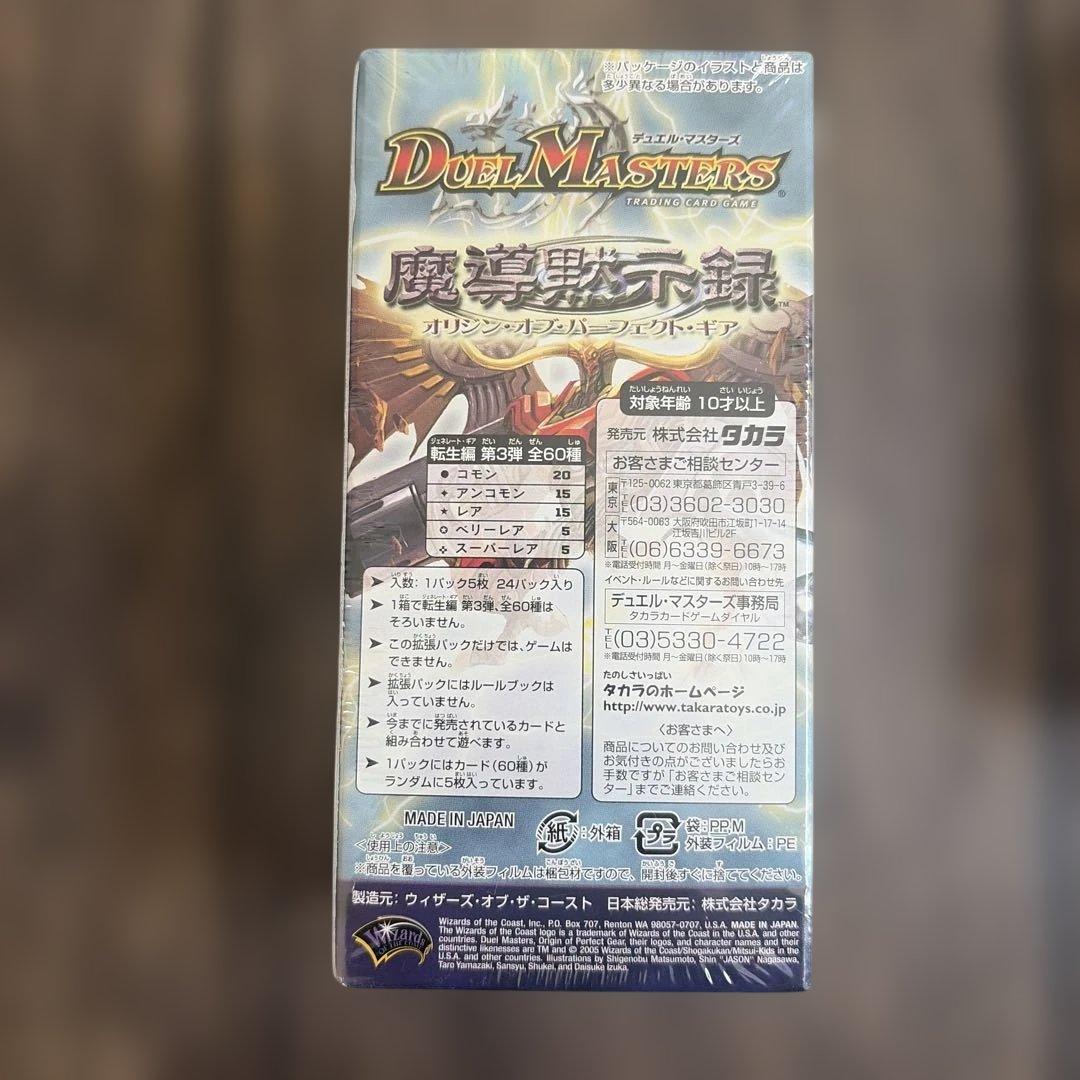 ※パッケージのイラストと商品は
多少異なる場合があります。
デュエル・マスターズ
DUEL MASTERS®
TRADING CARD GAME
魔導黙示録™
オリジン・オブ・パーフェクト・ギア
対象年齢 10才以上
転生編 第3弾 全60種
● コモン 20
✦ アンコモン 15
★ レア 15
✪ ベリーレア 5
❖ スーパーレア 5
➤ 入数:1パック5枚 24パック入り
➤ 1箱で転生編 第3弾、全60種は
そろいません。
➤ この拡張パックだけでは、ゲームは
できません。
➤ 拡張パックにはルールブックは
入っていません。
➤ 今までに発売されているカードと
組み合わせて遊べます。
➤ 1パックにはカード(60種)が
ランダムに5枚入っています。
発売元 株式会社タカラ
お客さまご相談センター
東京 〒125-0062 東京都葛飾区青戸3-39-6
TEL(03)3602-3030
大阪 〒564-0063 大阪府吹田市江坂町1-17-14
江坂吉川ビル2F
TEL(06)6339-6673
※電話受付時間 月〜金曜日(除く祭日)10時〜17時
イベント・ルールなどに関するお問い合わせ先
デュエル・マスターズ事務局
タカラカードゲームダイヤル
TEL(03)5330-4722
※電話受付時間 月〜金曜日(除く祭日)10時〜17時
たのしさいっぱい
タカラのホームページ
http://www.takaratoys.co.jp
〈お客さまへ〉
商品についてのお問い合わせ及び
お気付きの点がございましたらお
手数ですが「お客さまご相談セン
ター」までご連絡ください。
MADE IN JAPAN
紙:外箱
プラ 袋:PP,M
外装フィルム:PE
<使用上の注意>
※商品を覆っている外装フィルムは梱包材ですので、開封後すぐに捨ててください。
製造元:ウィザーズ・オブ・ザ・コースト 日本総発売元:株式会社タカラ
Wizards
OF THE COAST
Wizards of the Coast, Inc., P.O. Box 707, Renton WA 98057-0707, U.S.A. MADE IN JAPAN.
The Wizards of the Coast logo is a trademark of Wizards of the Coast in the U.S.A. and other
countries. Duel Masters, Origin of Perfect Gear, their logos, and character names and their
distinctive likenesses are TM and © 2005 Wizards of the Coast/Shogakukan/Mitsui-Kids in the
U.S.A. and other countries. Illustrations by Shigenobu Matsumoto, Shin "JASON" Nagasawa,
Taro Yamazaki, Sansyu, Shukei, and Daisuke Izuka.